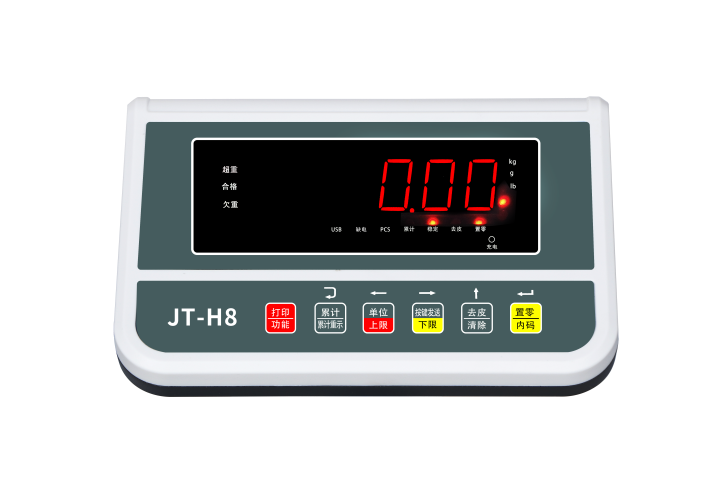 超重
合格
欠重
0.00
kg
g
lb
USB 缺电 PCS 累计 稳定 去皮 置零
充电
JT-H8
打印 累计 单位 按键发送 去皮 置零
功能 累计重示 上限 下限 清除 内码